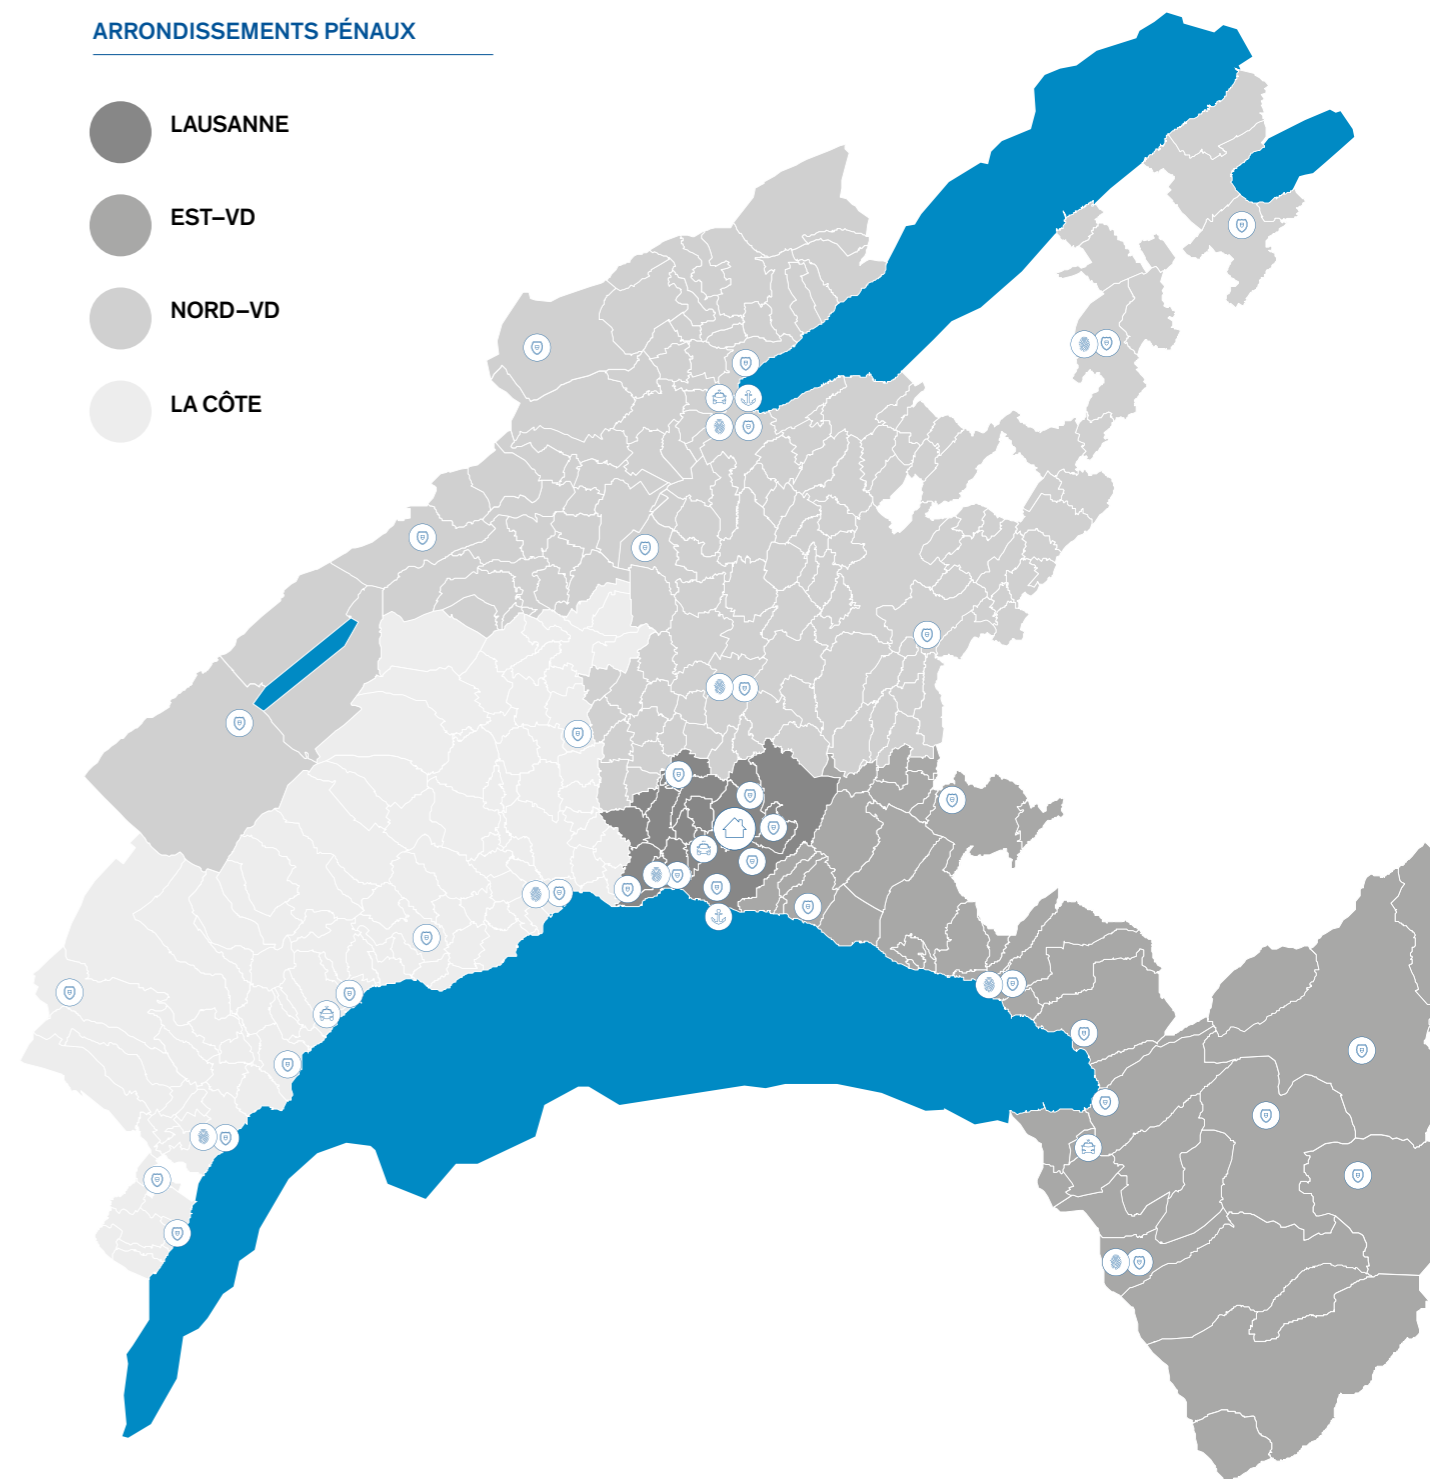 ARRONDISSEMENTS PÉNAUX
LAUSANNE
EST–VD
NORD–VD
LA CÔTE